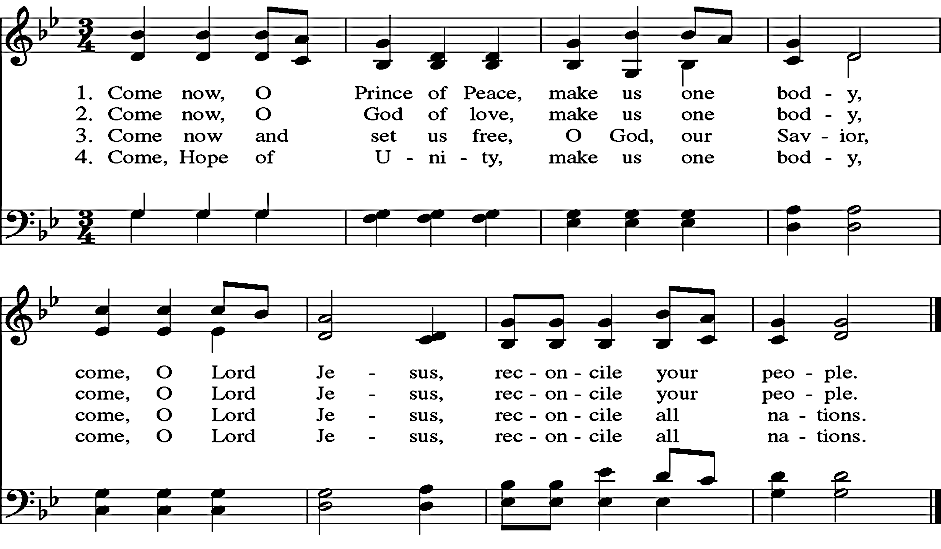 3 4
1. Come now, O Prince of Peace, make us one bod - y,
2. Come now, O God of love, make us one bod - y,
3. Come now and set us free, O God, our Sav - ior,
4. Come, Hope of U - ni - ty, make us one bod - y,
3 4
come, O Lord Je - sus, rec - on - cile your peo - ple.
come, O Lord Je - sus, rec - on - cile your peo - ple.
come, O Lord Je - sus, rec - on - cile all na - tions.
come, O Lord Je - sus, rec - on - cile all na - tions.